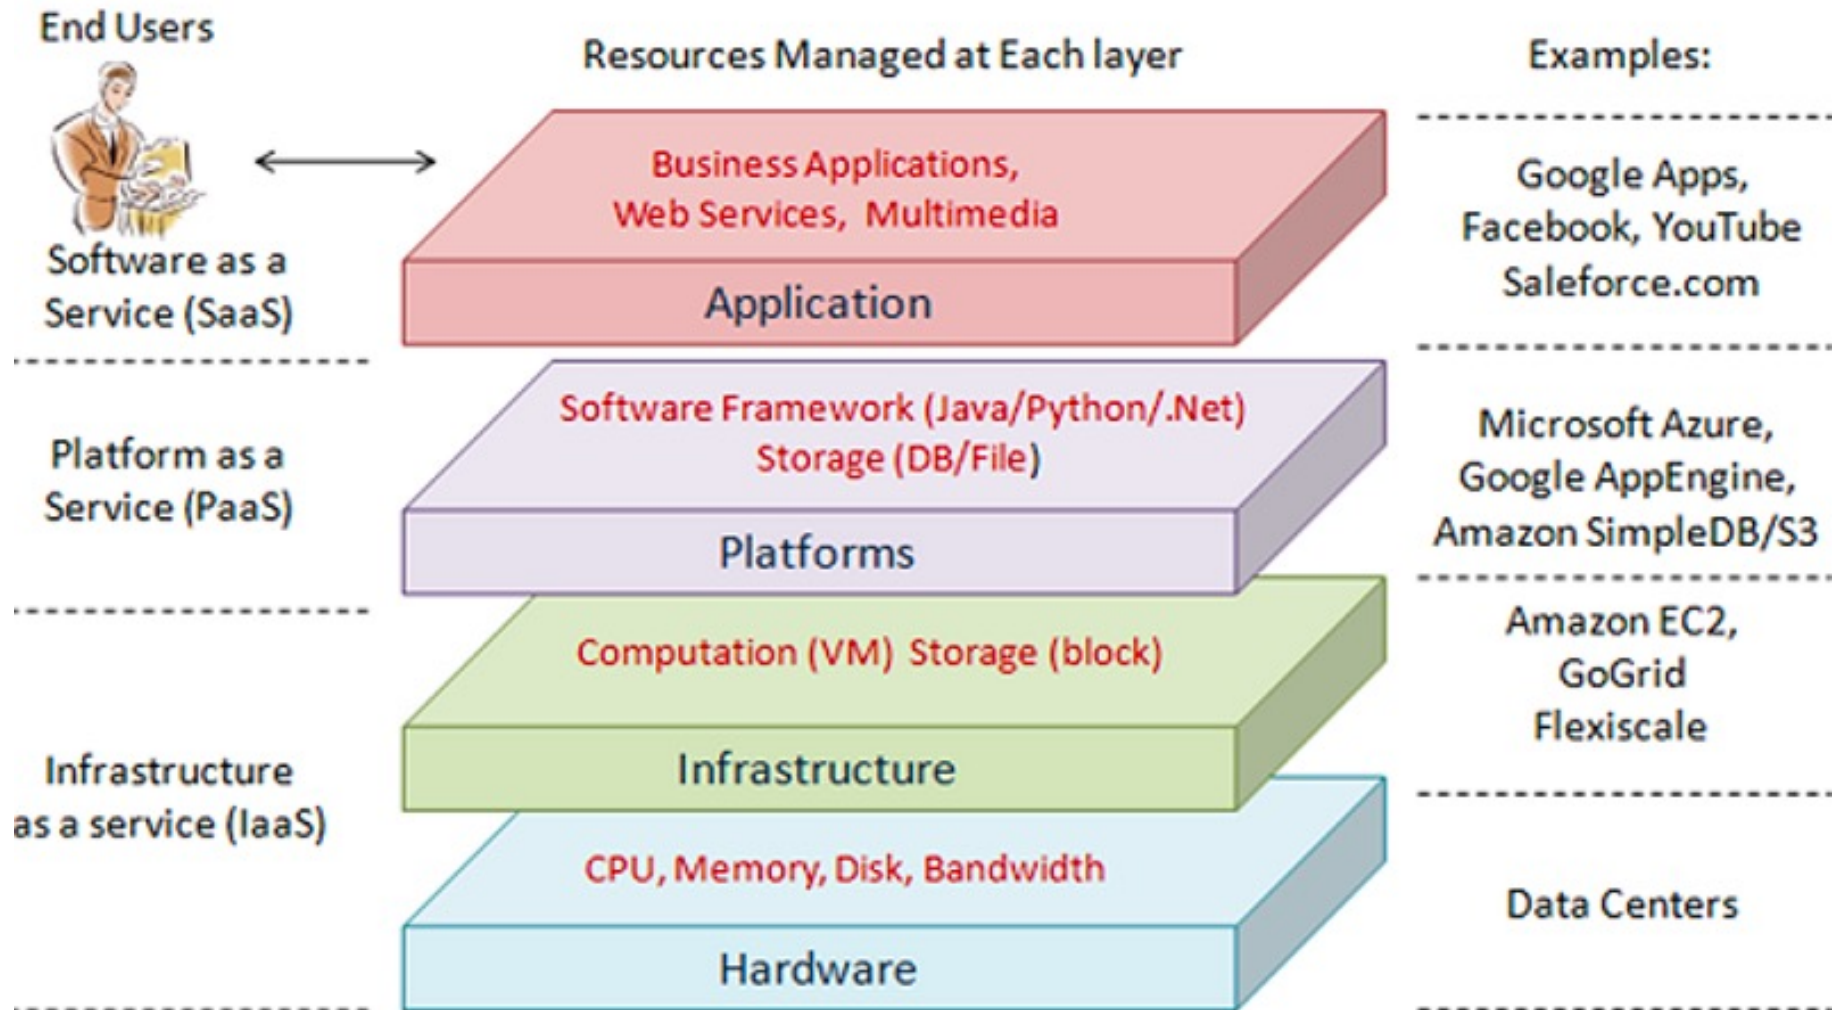 End Users
Resources Managed at Each layer
Examples:
Business Applications,
Web Services, Multimedia
Application
Google Apps,
Facebook, YouTube
Saleforce.com
Software as a
Service (SaaS)
Software Framework (Java/Python/.Net)
Storage (DB/File)
Platforms
Platform as a
Service (PaaS)
Microsoft Azure,
Google AppEngine,
Amazon SimpleDB/S3
Computation (VM) Storage (block)
Infrastructure
Amazon EC2,
GoGrid
Flexiscale
Infrastructure
as a service (IaaS)
CPU, Memory, Disk, Bandwidth
Hardware
Data Centers